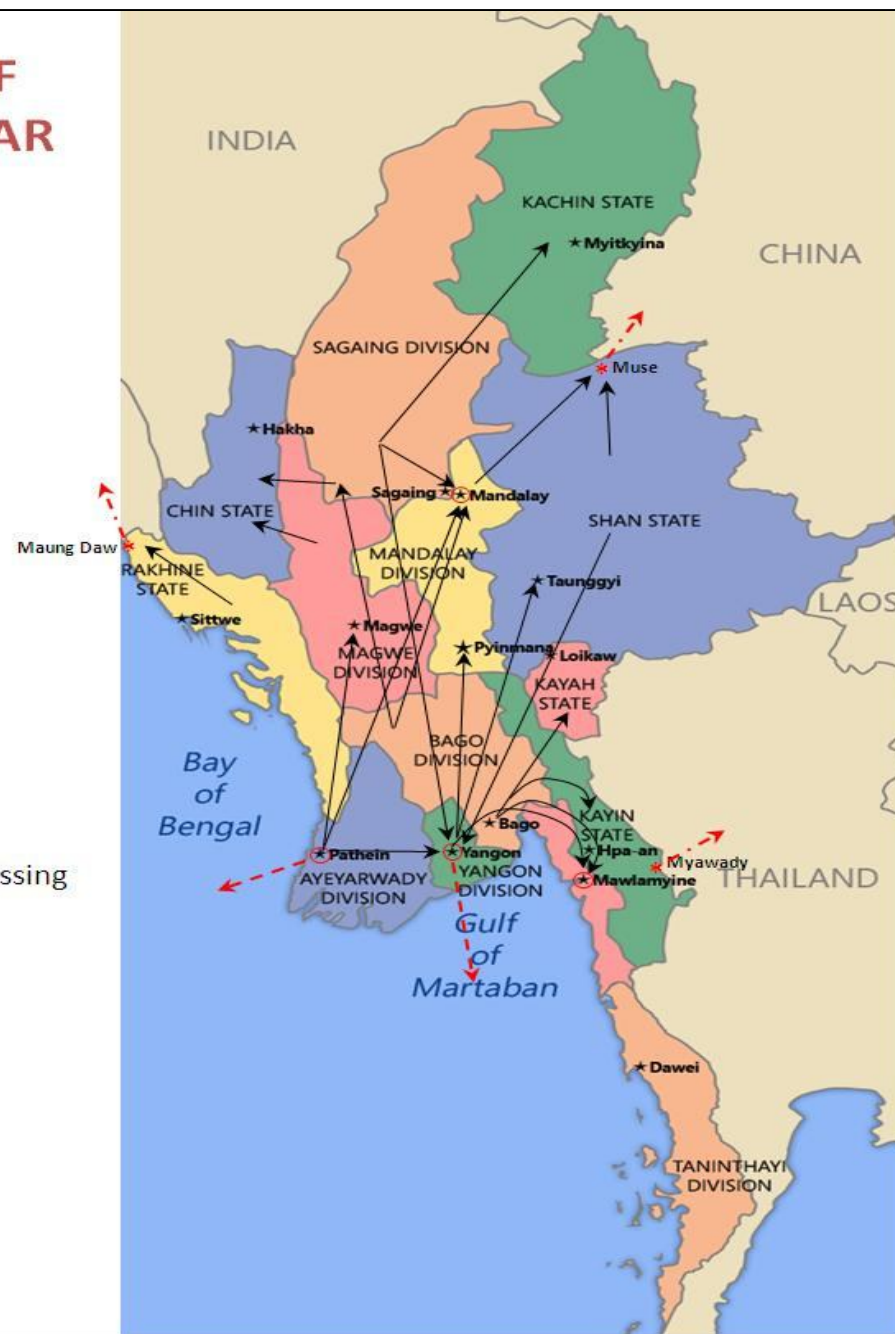 F
AR
INDIA
KACHIN STATE
Myitkyina
CHINA
SAGAING DIVISION
Muse
Hakha
Sagaing
Mandalay
CHIN STATE
SHAN STATE
Maung Daw
MANDALAY
DIVISION
RAKHINE
STATE
Taunggyi
LAOS
Sittwe
Magwe
Pyinmana
Loikaw
MAGWE
DIVISION
KAYAH
STATE
BAGO
DIVISION
Bay
of
Bengal
Bago
KAYIN
STATE
Pathein
Yangon
Hpa-an
Myawady
ssing
AYEYARWADY
DIVISION
YANGON
DIVISION
Mawlamyine
THAILAND
Gulf
of
Martaban
Dawei
TANINTHAYI
DIVISION